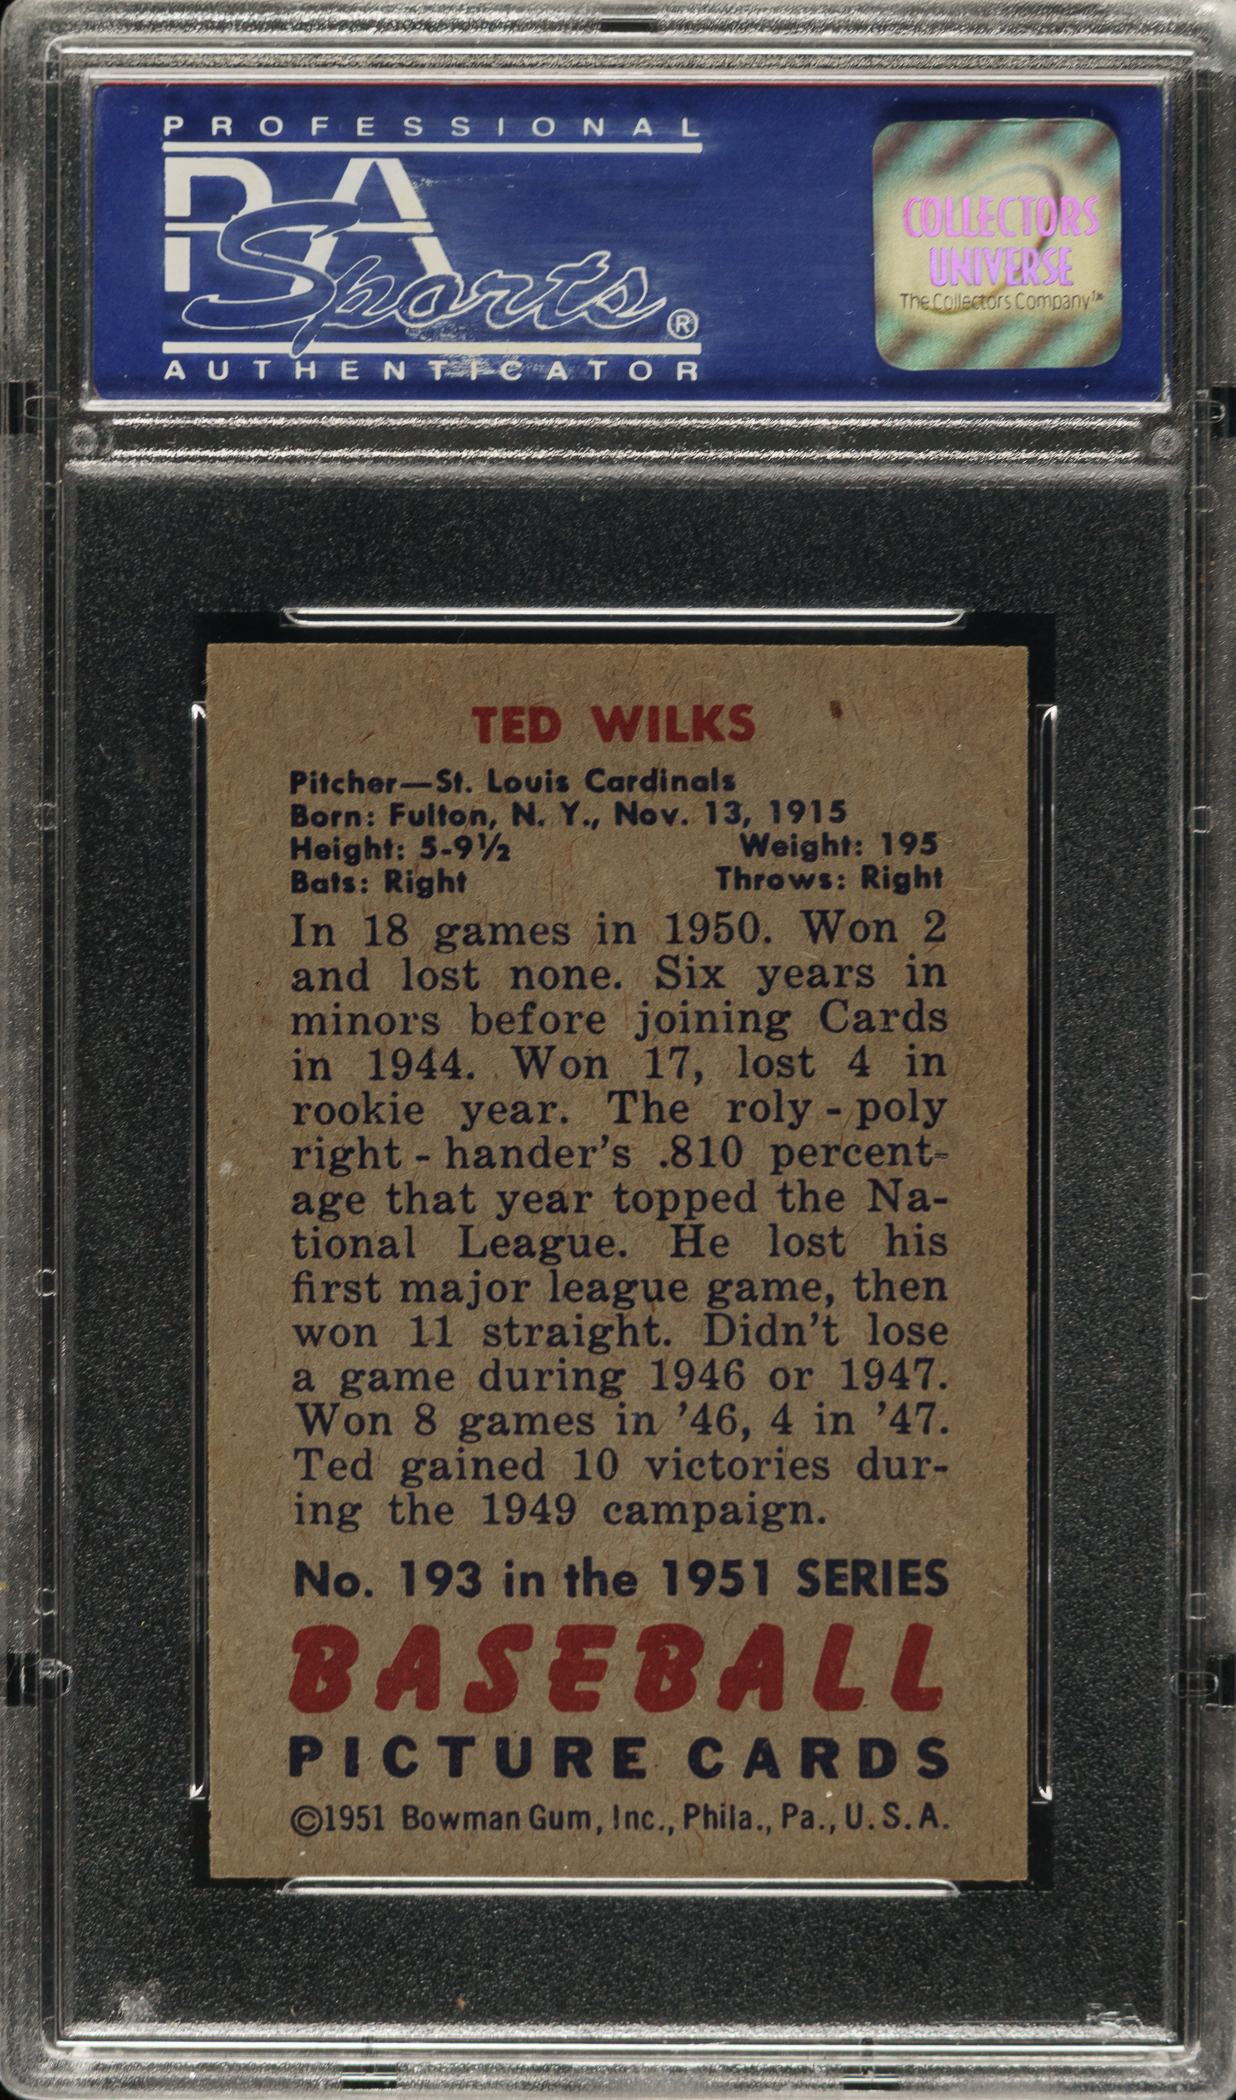 PROFESSIONAL
PSA
Sports®
AUTHENTICATOR
COLLECTORS
UNIVERSE
The Collectors Company™
TED WILKS
Pitcher—St. Louis Cardinals
Born: Fulton, N. Y., Nov. 13, 1915
Height: 5-9½ Weight: 195
Bats: Right Throws: Right
In 18 games in 1950. Won 2
and lost none. Six years in
minors before joining Cards
in 1944. Won 17, lost 4 in
rookie year. The roly - poly
right - hander's .810 percent-
age that year topped the Na-
tional League. He lost his
first major league game, then
won 11 straight. Didn't lose
a game during 1946 or 1947.
Won 8 games in '46, 4 in '47.
Ted gained 10 victories dur-
ing the 1949 campaign.
No. 193 in the 1951 SERIES
BASEBALL
PICTURE CARDS
©1951 Bowman Gum, Inc., Phila., Pa., U.S.A.
PSA